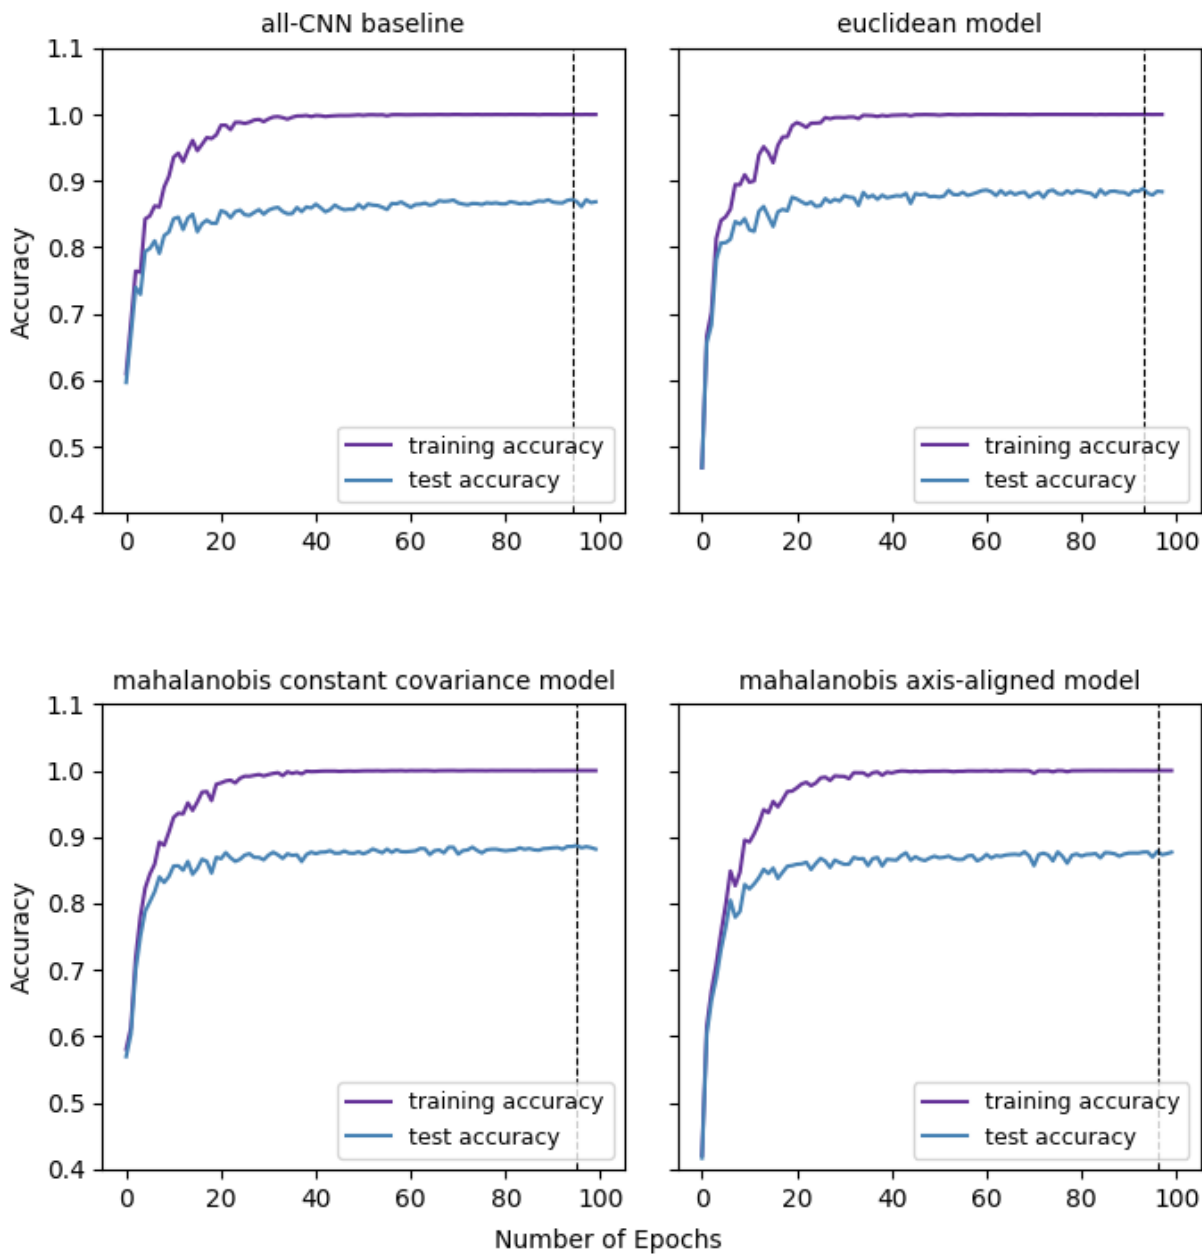 all-CNN baseline
euclidean model
1.1
1.0
0.9
0.8
0.7
0.6
0.5
0.4
Accuracy
training accuracy
test accuracy
training accuracy
test accuracy
0 20 40 60 80 100
0 20 40 60 80 100
mahalanobis constant covariance model
mahalanobis axis-aligned model
1.1
1.0
0.9
0.8
0.7
0.6
0.5
0.4
Accuracy
training accuracy
test accuracy
training accuracy
test accuracy
0 20 40 60 80 100
0 20 40 60 80 100
Number of Epochs